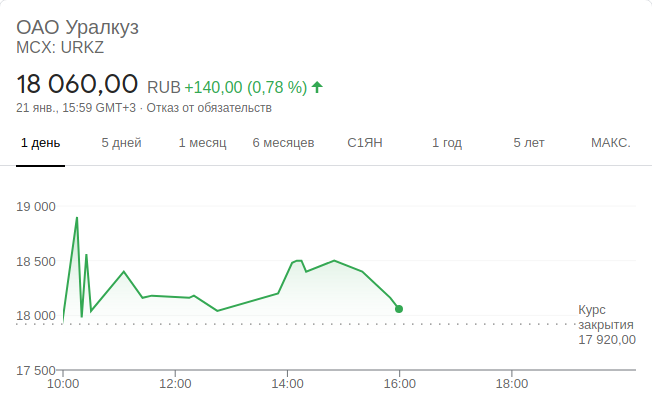 ОАО Уралкуз
MCX: URKZ
18 060,00 RUB +140,00 (0,78 %)
21 янв., 15:59 GMT+3 · Отказ от обязательств
1 день 5 дней 1 месяц 6 месяцев С1ЯН 1 год 5 лет МАКС.
19 000
18 500
18 000
Курс
закрытия
17 920,00
17 500
10:00 12:00 14:00 16:00 18:00